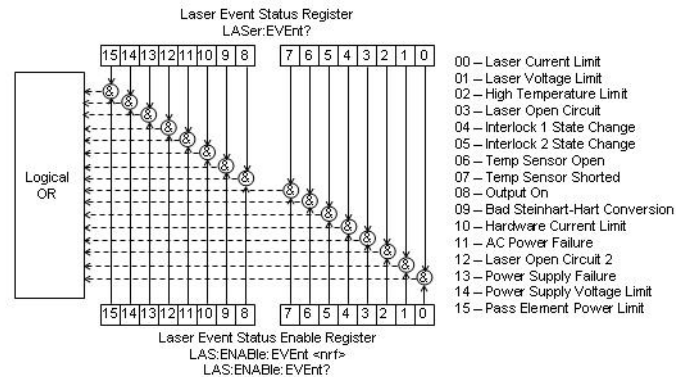 Laser Event Status Register
LASer:EVEnt?
15 14 13 12 11 10 9 8 7 6 5 4 3 2 1 0
& & & & & & & & & & & & & & & &
Logical
OR
15 14 13 12 11 10 9 8 7 6 5 4 3 2 1 0
Laser Event Status Enable Register
LAS:ENABle:EVEnt <nrf>
LAS:ENABle:EVEnt?
00 – Laser Current Limit
01 – Laser Voltage Limit
02 – High Temperature Limit
03 – Laser Open Circuit
04 – Interlock 1 State Change
05 – Interlock 2 State Change
06 – Temp Sensor Open
07 – Temp Sensor Shorted
08 – Output On
09 – Bad Steinhart-Hart Conversion
10 – Hardware Current Limit
11 – AC Power Failure
12 – Laser Open Circuit 2
13 – Power Supply Failure
14 – Power Supply Voltage Limit
15 – Pass Element Power Limit